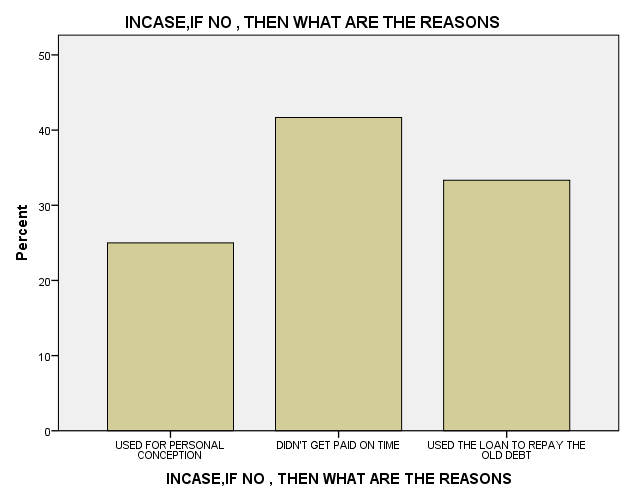 INCASE,IF NO , THEN WHAT ARE THE REASONS
Percent
50
40
30
20
10
0
USED FOR PERSONAL
CONCEPTION
DIDN'T GET PAID ON TIME
USED THE LOAN TO REPAY THE
OLD DEBT
INCASE,IF NO , THEN WHAT ARE THE REASONS